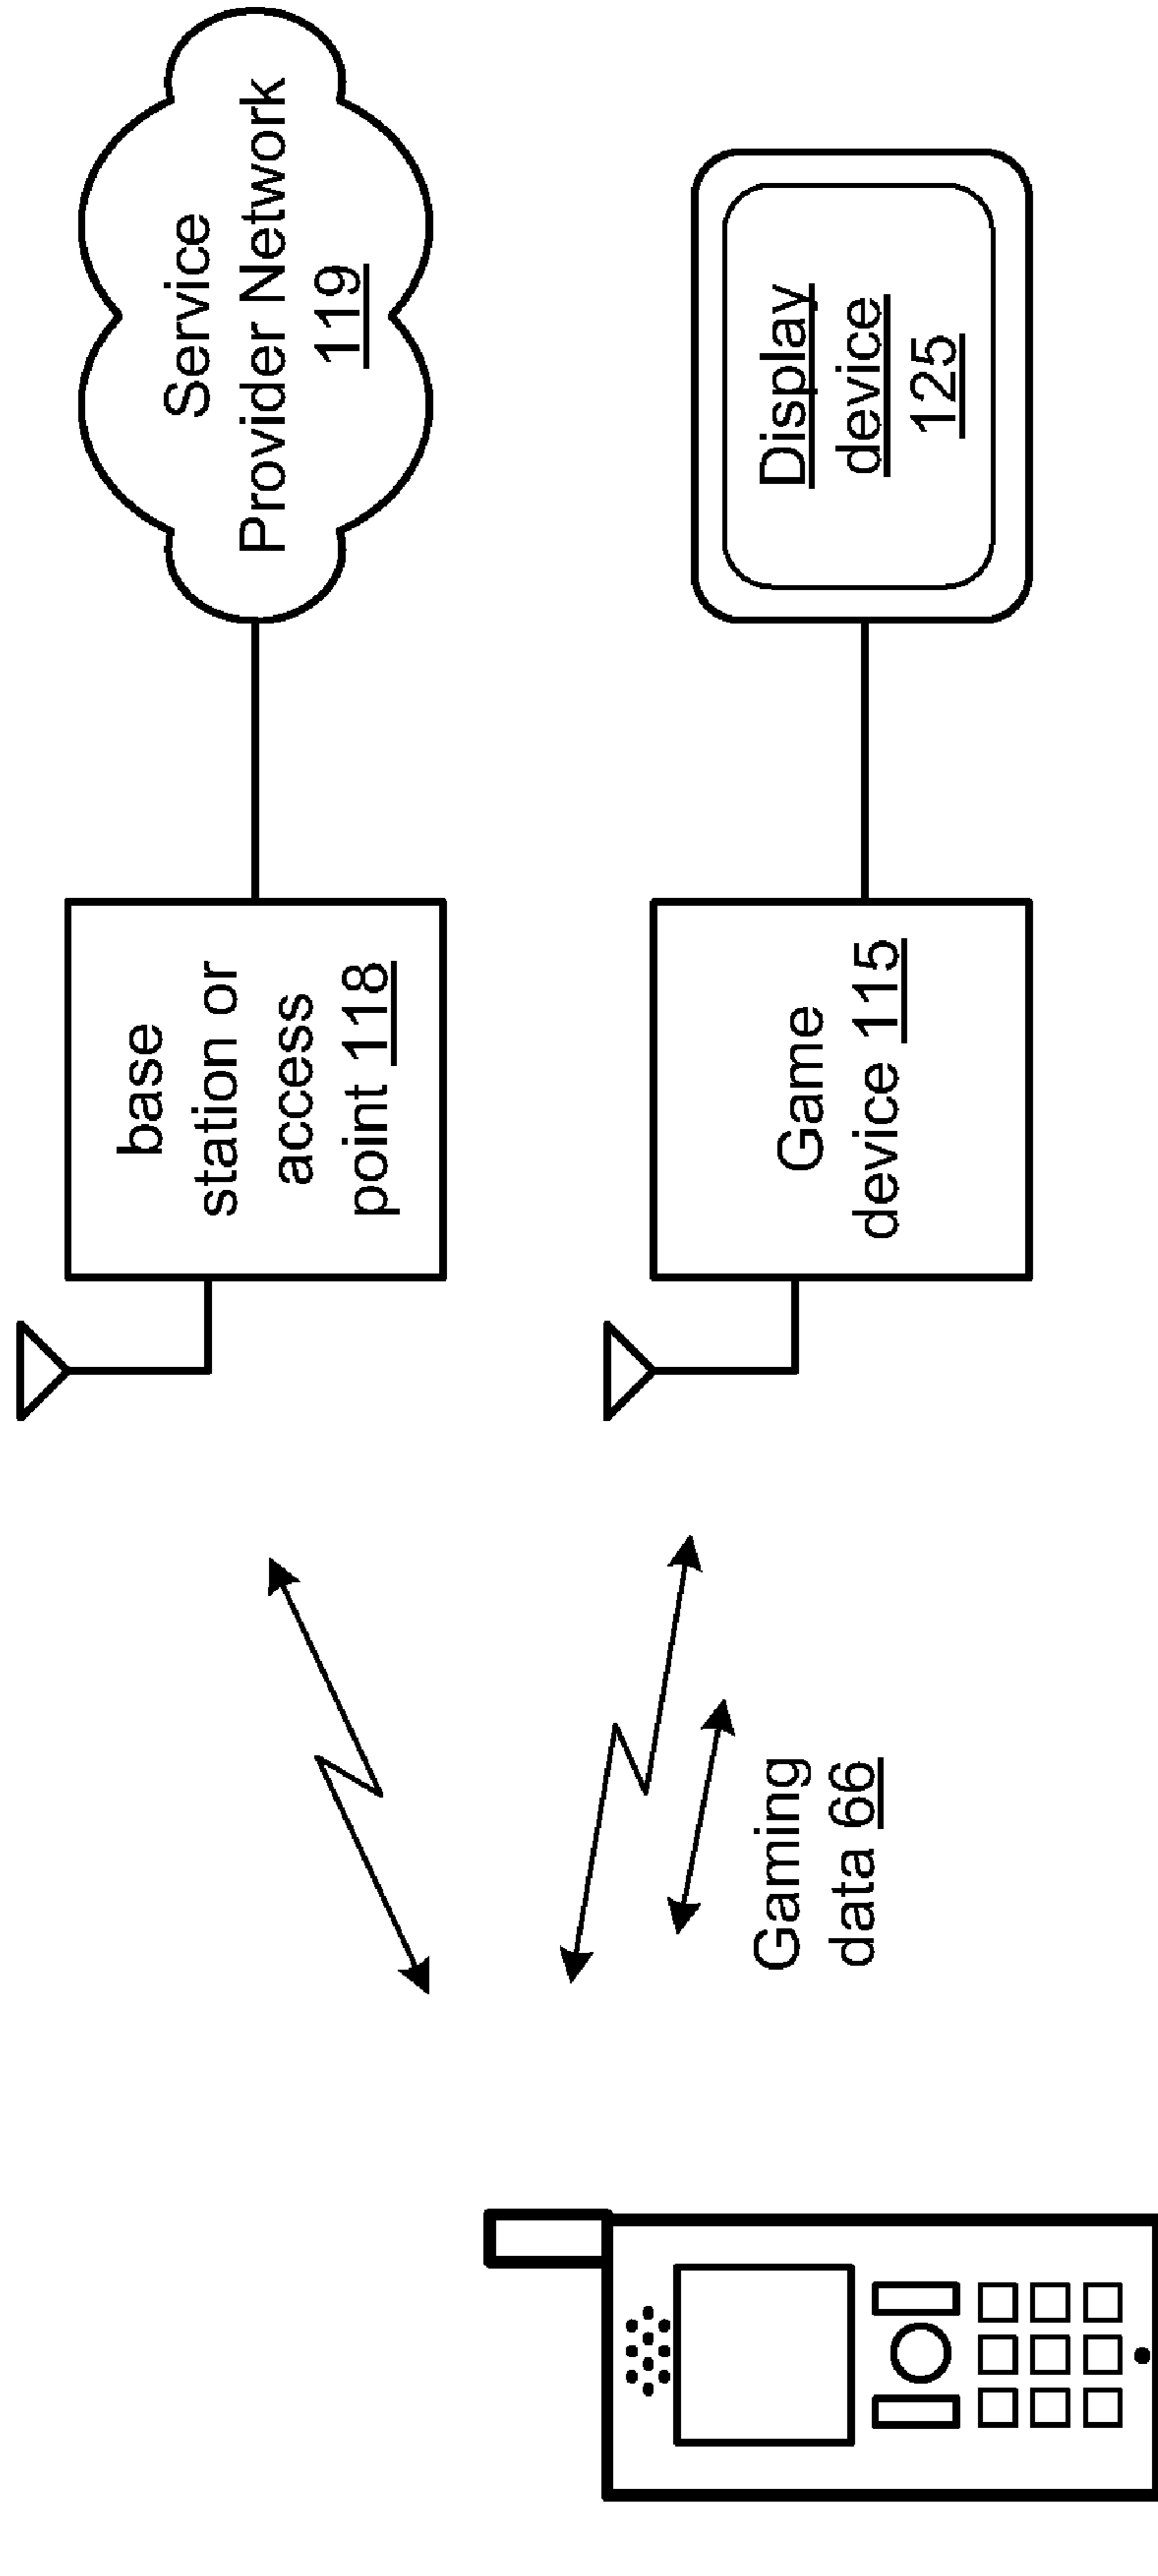 Service
Provider Network
119
base
station or
access
point 118
Display
device
125
Game
device 115
Gaming
data 66